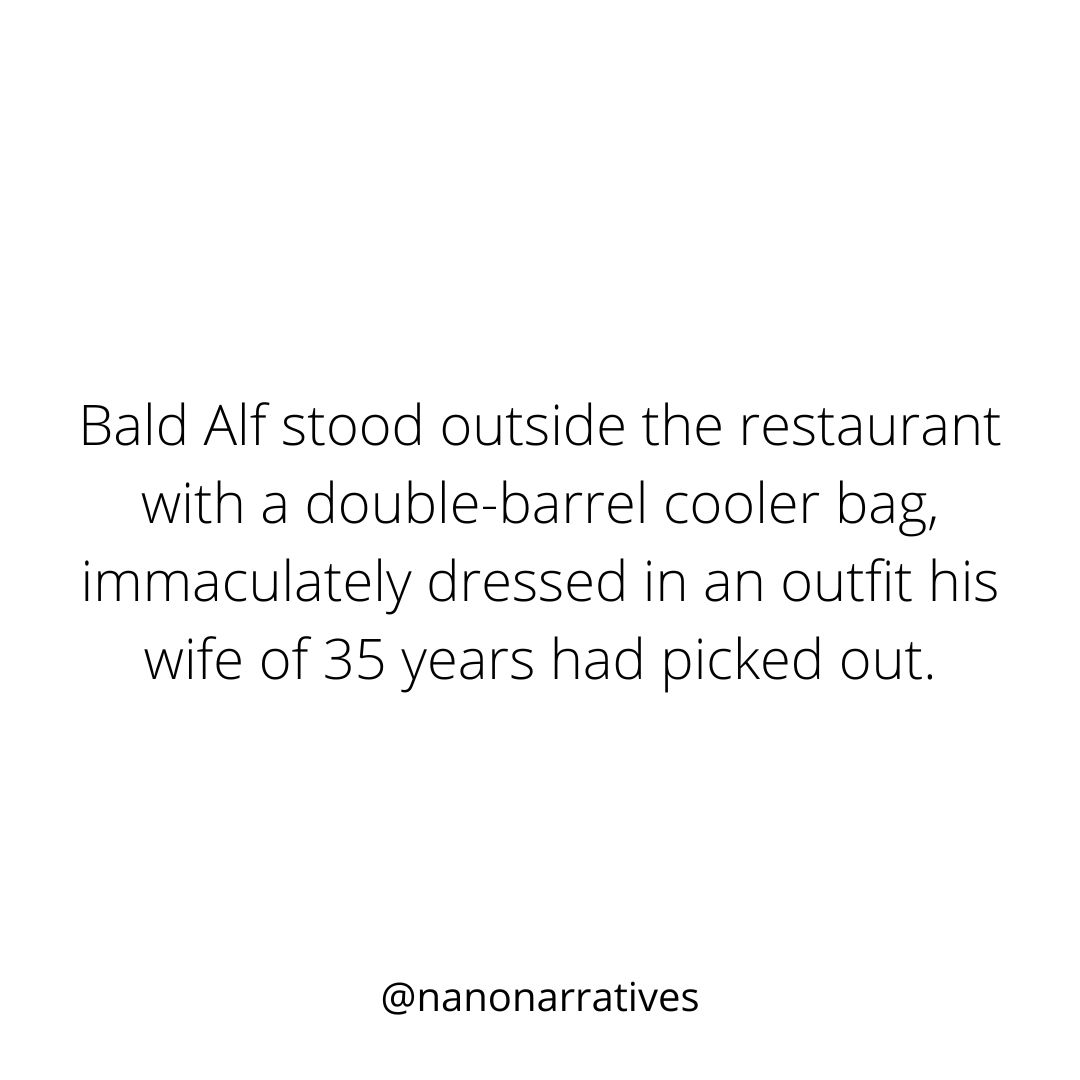 Bald Alf stood outside the restaurant
with a double-barrel cooler bag,
immaculately dressed in an outfit his
wife of 35 years had picked out.
@nanonarratives